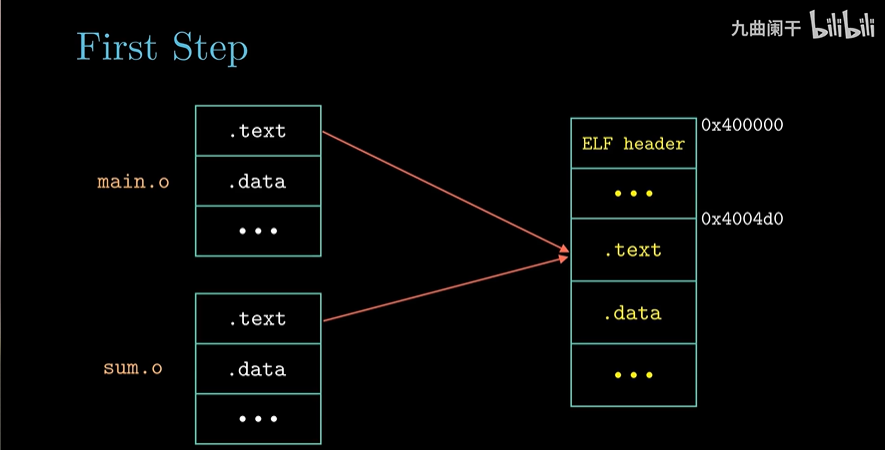 First Step
九曲阑干 bilibili
main.o
.text
.data
...
sum.o
.text
.data
...
0x400000
ELF header
...
0x4004d0
.text
.data
...